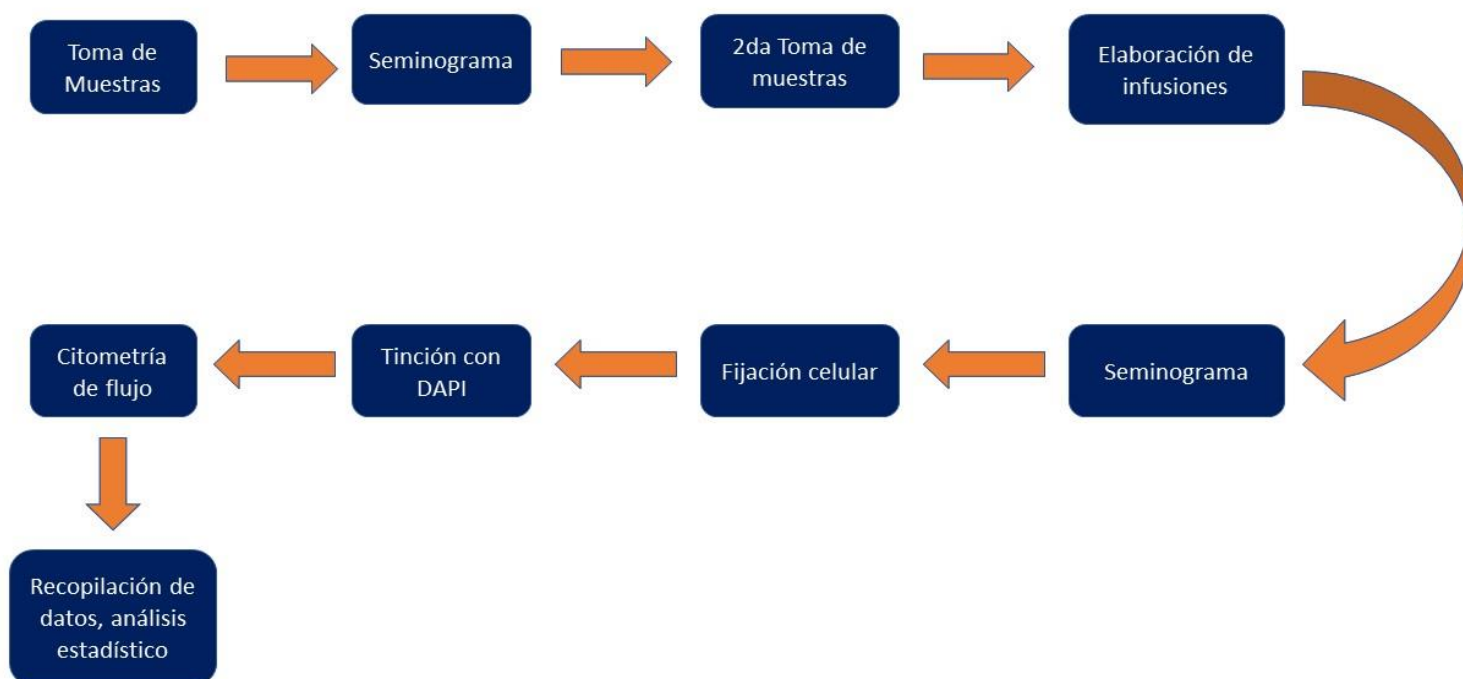 Toma de
Muestras
Seminograma
2da Toma de
muestras
Elaboración de
infusiones
Seminograma
Fijación celular
Tinción con
DAPI
Citometría
de flujo
Recopilación de
datos, análisis
estadístico